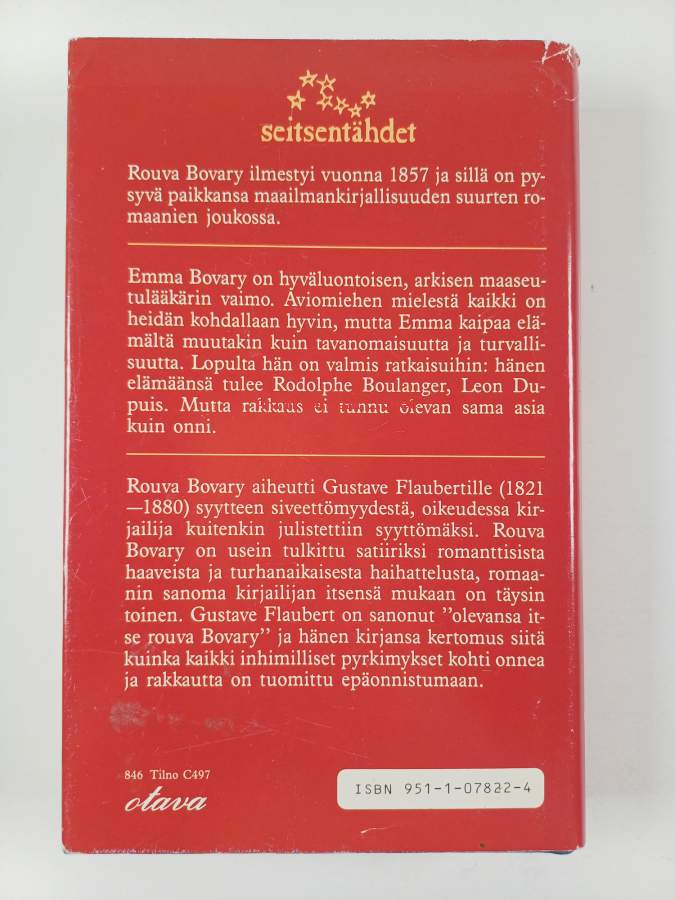 seitsentähdet
Rouva Bovary ilmestyi vuonna 1857 ja sillä on py-
syvä paikkansa maailmankirjallisuuden suurten ro-
maanien joukossa.
Emma Bovary on hyväluontoisen, arkisen maaseu-
tulääkärin vaimo. Aviomiehen mielestä kaikki on
heidän kohdallaan hyvin, mutta Emma kaipaa elä-
mältä muutakin kuin tavanomaisuutta ja turvalli-
suutta. Lopulta hän on valmis ratkaisuihin: hänen
elämäänsä tulee Rodolphe Boulanger, Leon Du-
puis. Mutta rakkaus ei tunnu olevan sama asia
kuin onni.
Rouva Bovary aiheutti Gustave Flaubertille (1821
—1880) syytteen siveettömyydestä, oikeudessa kir-
jailija kuitenkin julistettiin syyttömäksi. Rouva
Bovary on usein tulkittu satiiriksi romanttisista
haaveista ja turhanaikaisesta haihattelusta, romaa-
nin sanoma kirjailijan itsensä mukaan on täysin
toinen. Gustave Flaubert on sanonut ”olevansa it-
se rouva Bovary” ja hänen kirjansa kertomus siitä
kuinka kaikki inhimilliset pyrkimykset kohti onnea
ja rakkautta on tuomittu epäonnistumaan.
846 Tilno C497
otava
ISBN 951-1-07822-4